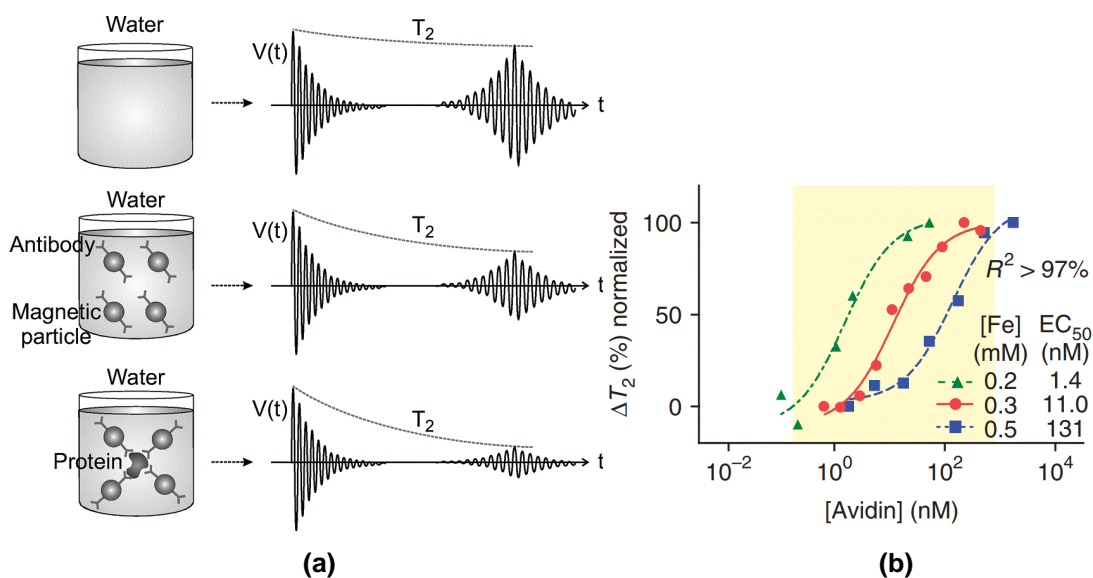 Water
V(t)
T2
t
Water
Antibody
Magnetic
particle
V(t)
T2
t
Water
Protein
V(t)
T2
t
(a)
ΔT2 (%) normalized
100
50
0
R2 > 97%
[Fe] EC50
(mM) (nM)
0.2 1.4
0.3 11.0
0.5 131
10−2 100 102 104
[Avidin] (nM)
(b)